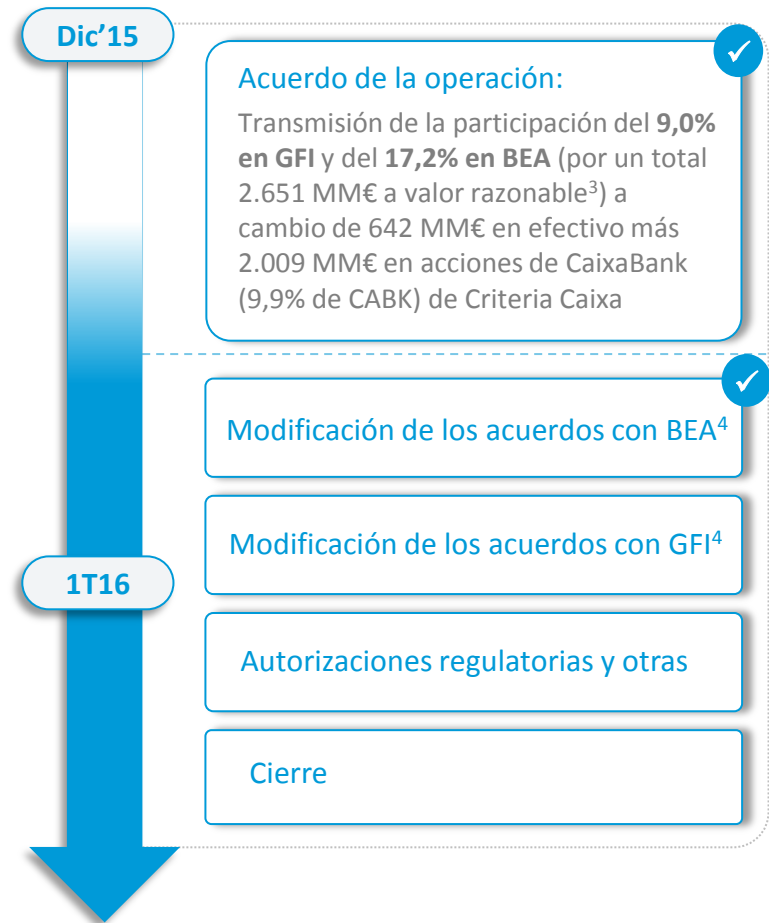 Dic’15
Acuerdo de la operación:
Transmisión de la participación del 9,0%
en GFI y del 17,2% en BEA (por un total
2.651 MM€ a valor razonable³) a
cambio de 642 MM€ en efectivo más
2.009 MM€ en acciones de CaixaBank
(9,9% de CABK) de Criteria Caixa
Modificación de los acuerdos con BEA⁴
Modificación de los acuerdos con GFI⁴
1T16
Autorizaciones regulatorias y otras
Cierre